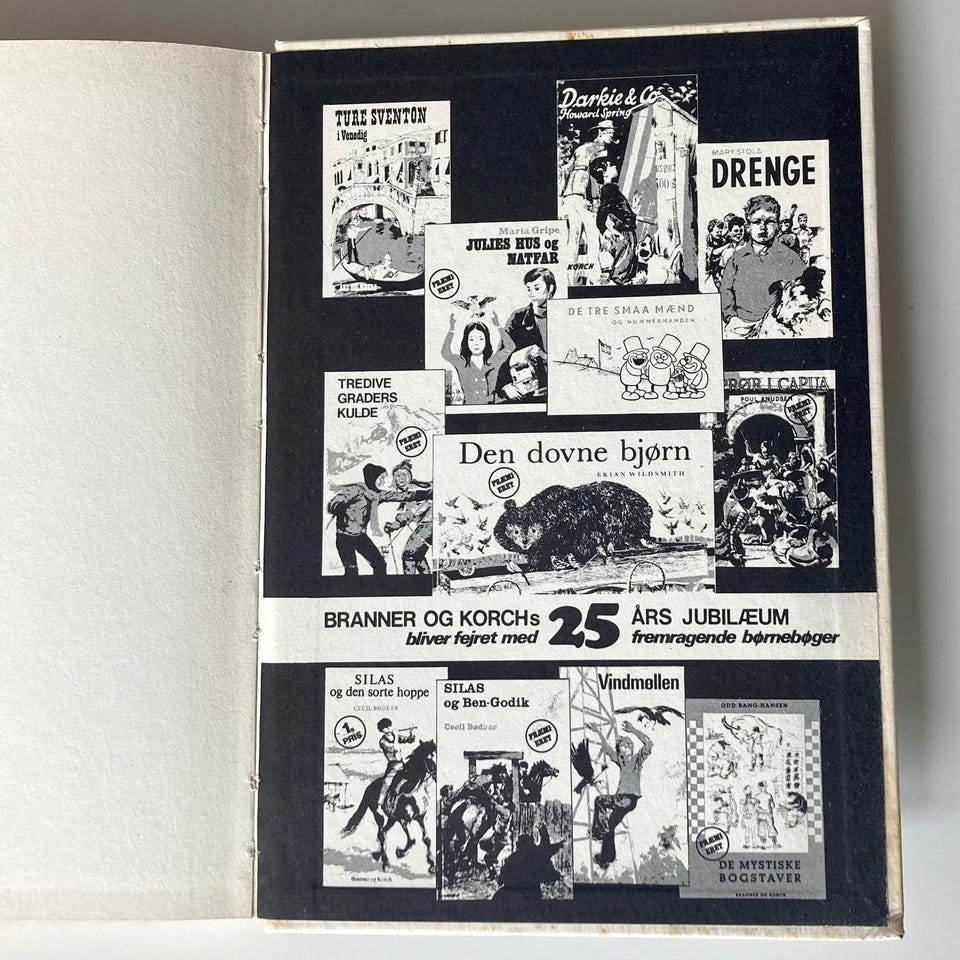 TURE SVENTON
i Venedig
ÅKE HOLMBERG
Darkie & Co
Howard Spring
KORCH
MARY STOLZ
DRENGE
Maria Gripe
JULIES HUS og
NATFAR
PRÆMI
ERET
DE TRE SMAA MÆND
OG NUMMERMANDEN
TREDIVE
GRADERS
KULDE
PRÆMI
ERET
OPRØR I CAPUA
POUL KNUDSEN
PRÆMI
ERET
Den dovne bjørn
BRIAN WILDSMITH
PRÆMI
ERET
BRANNER OG KORCHs 25 ÅRS JUBILÆUM
bliver fejret med fremragende børnebøger
SILAS
og den sorte hoppe
CECIL BØDKER
1.
PRIS
Branner og Korch
SILAS
og Ben-Godik
Cecil Bødker
PRÆMI
ERET
Vindmøllen
ODD BANG-HANSEN
PRÆMI
ERET
DE MYSTISKE
BOGSTAVER
BRANNER OG KORCH